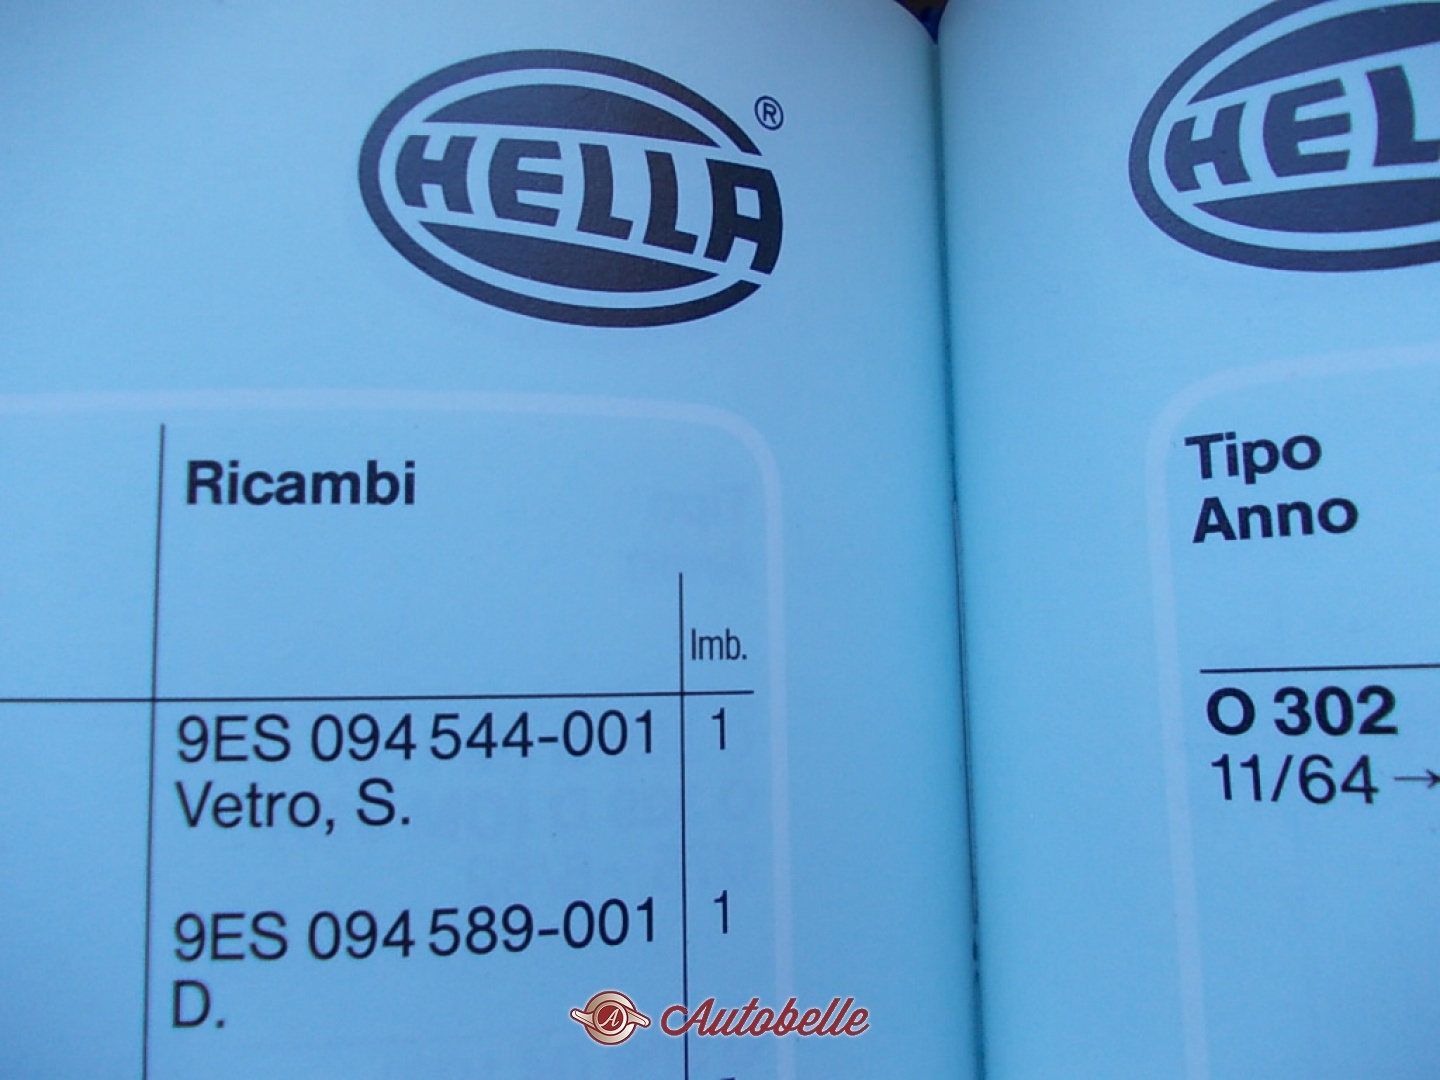 HELLA®
Ricambi
Imb.
9ES 094 544-001 1
Vetro, S.
9ES 094 589-001 1
D.
HEL
Tipo
Anno
O 302
11/64 →
A Autobelle